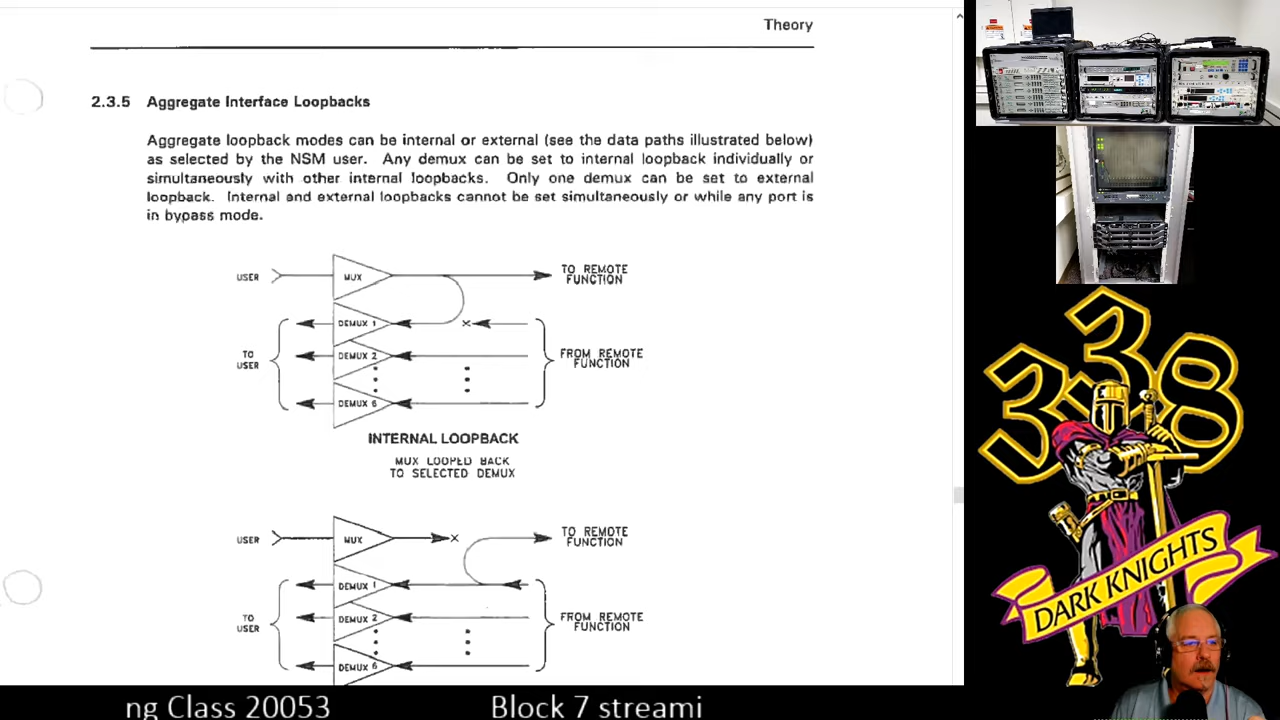 Theory
2.3.5 Aggregate Interface Loopbacks
Aggregate loopback modes can be internal or external (see the data paths illustrated below)
as selected by the NSM user. Any demux can be set to internal loopback individually or
simultaneously with other internal loopbacks. Only one demux can be set to external
loopback. Internal and external loopbacks cannot be set simultaneously or while any port is
in bypass mode.
USER
MUX
TO REMOTE
FUNCTION
DEMUX 1
X
TO
USER
DEMUX 2
FROM REMOTE
FUNCTION
DEMUX 6
INTERNAL LOOPBACK
MUX LOOPED BACK
TO SELECTED DEMUX
USER
MUX
X
TO REMOTE
FUNCTION
DEMUX 1
TO
USER
DEMUX 2
FROM REMOTE
FUNCTION
DEMUX 6
338
DARK KNIGHTS
ng Class 20053 Block 7 streami